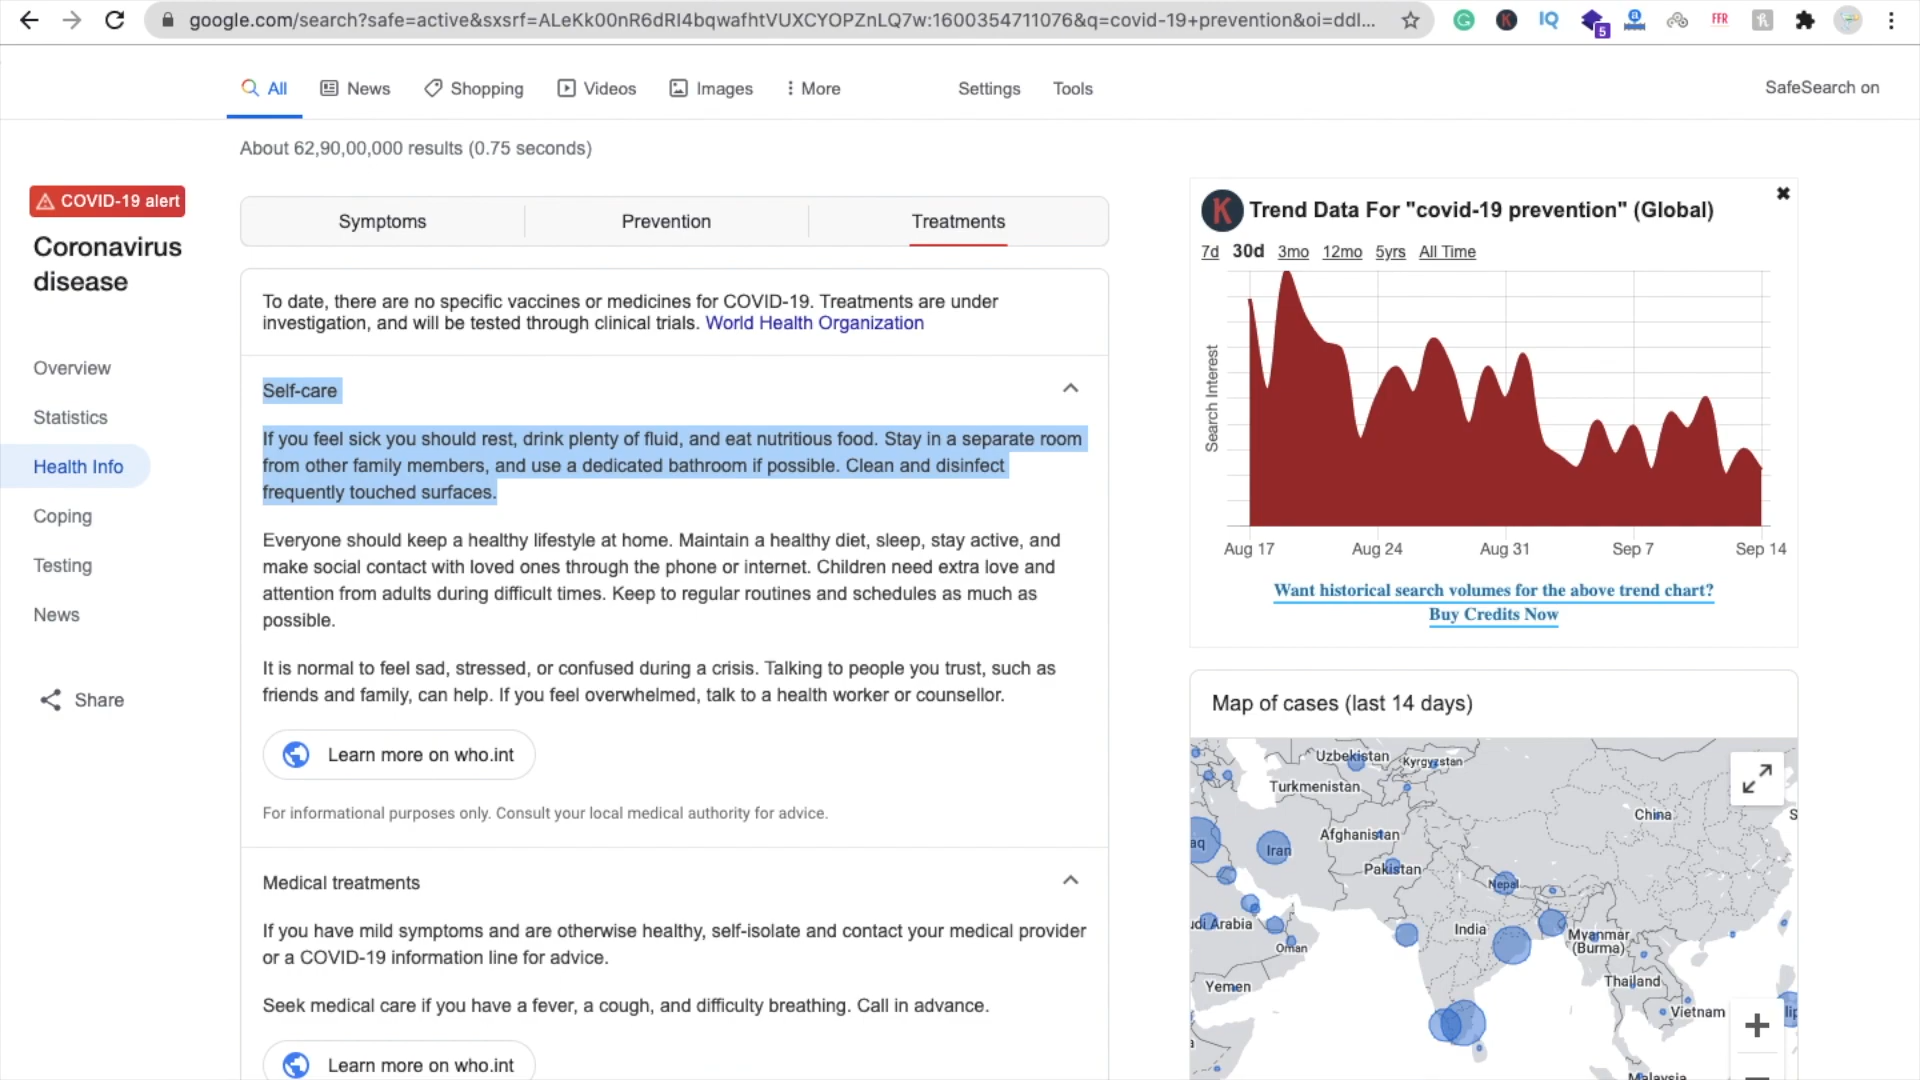 google.com/search?safe=active&sxsrf=ALeKk00nR6dRI4bqwafhtVUXCYOPZnLQ7w:1600354711076&q=covid-19+prevention&oi=ddl...
5
FFR
All
News
Shopping
Videos
Images
More
Settings
Tools
SafeSearch on
About 62,90,00,000 results (0.75 seconds)
COVID-19 alert
Coronavirus
disease
Overview
Statistics
Health Info
Coping
Testing
News
Share
Symptoms
Prevention
Treatments
To date, there are no specific vaccines or medicines for COVID-19. Treatments are under
investigation, and will be tested through clinical trials. World Health Organization
Self-care
If you feel sick you should rest, drink plenty of fluid, and eat nutritious food. Stay in a separate room
from other family members, and use a dedicated bathroom if possible. Clean and disinfect
frequently touched surfaces.
Everyone should keep a healthy lifestyle at home. Maintain a healthy diet, sleep, stay active, and
make social contact with loved ones through the phone or internet. Children need extra love and
attention from adults during difficult times. Keep to regular routines and schedules as much as
possible.
It is normal to feel sad, stressed, or confused during a crisis. Talking to people you trust, such as
friends and family, can help. If you feel overwhelmed, talk to a health worker or counsellor.
Learn more on who.int
For informational purposes only. Consult your local medical authority for advice.
Medical treatments
If you have mild symptoms and are otherwise healthy, self-isolate and contact your medical provider
or a COVID-19 information line for advice.
Seek medical care if you have a fever, a cough, and difficulty breathing. Call in advance.
Learn more on who.int
K
Trend Data For "covid-19 prevention" (Global)
7d 30d 3mo 12mo 5yrs All Time
Search Interest
Aug 17
Aug 24
Aug 31
Sep 7
Sep 14
Want historical search volumes for the above trend chart?
Buy Credits Now
Map of cases (last 14 days)
Uzbekistan
Kyrgyzstan
Turkmenistan
China
Afghanistan
aq
Iran
Pakistan
Nepal
di Arabia
India
Myanmar
(Burma)
Oman
Thailand
Yemen
Vietnam
Malaysia